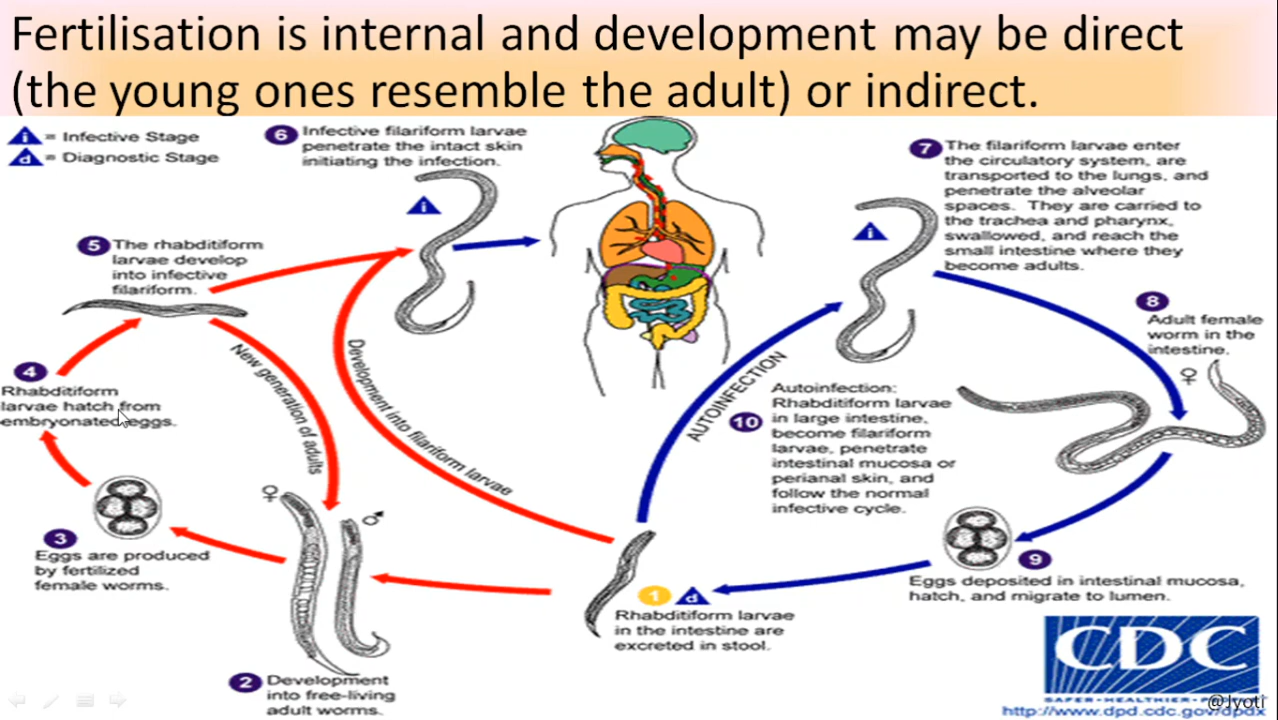 Fertilisation is internal and development may be direct
(the young ones resemble the adult) or indirect.
i = Infective Stage
d = Diagnostic Stage
6 Infective filariform larvae
penetrate the intact skin
initiating the infection.
i
7 The filariform larvae enter
the circulatory system, are
transported to the lungs, and
penetrate the alveolar
spaces. They are carried to
the trachea and pharynx,
swallowed, and reach the
small intestine where they
become adults.
i
5 The rhabditiform
larvae develop
into infective
filariform.
8
Adult female
worm in the
intestine.
♀
4
Rhabditiform
larvae hatch from
embryonated eggs.
New generation of adults
Development into filariform larvae
AUTOINFECTION
10 Autoinfection:
Rhabditiform larvae
in large intestine,
become filariform
larvae, penetrate
intestinal mucosa or
perianal skin, and
follow the normal
infective cycle.
♀ ♂
3
Eggs are produced
by fertilized
female worms.
9
Eggs deposited in intestinal mucosa,
hatch, and migrate to lumen.
1 d
Rhabditiform larvae
in the intestine are
excreted in stool.
2 Development
into free-living
adult worms.
CDC
@Jyoti
http://www.dpd.cdc.gov/dpdx